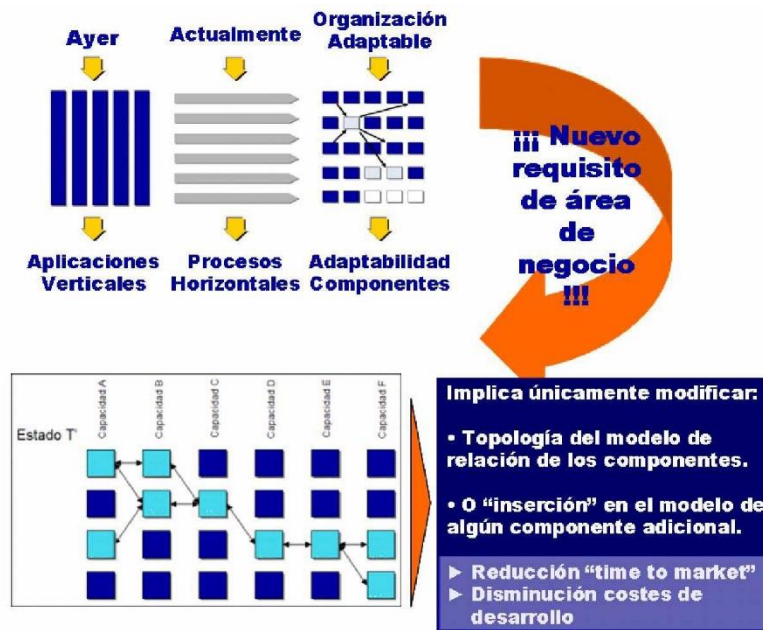 Ayer
Actualmente
Organización
Adaptable
Aplicaciones
Verticales
Procesos
Horizontales
Adaptabilidad
Componentes
¡¡¡ Nuevo
requisito
de área
de
negocio
!!!
Estado T'
Capacidad A
Capacidad B
Capacidad C
Capacidad D
Capacidad E
Capacidad F
Implica únicamente modificar:
• Topología del modelo de
relación de los componentes.
• O “inserción” en el modelo de
algún componente adicional.
► Reducción “time to market”
► Disminución costes de
desarrollo